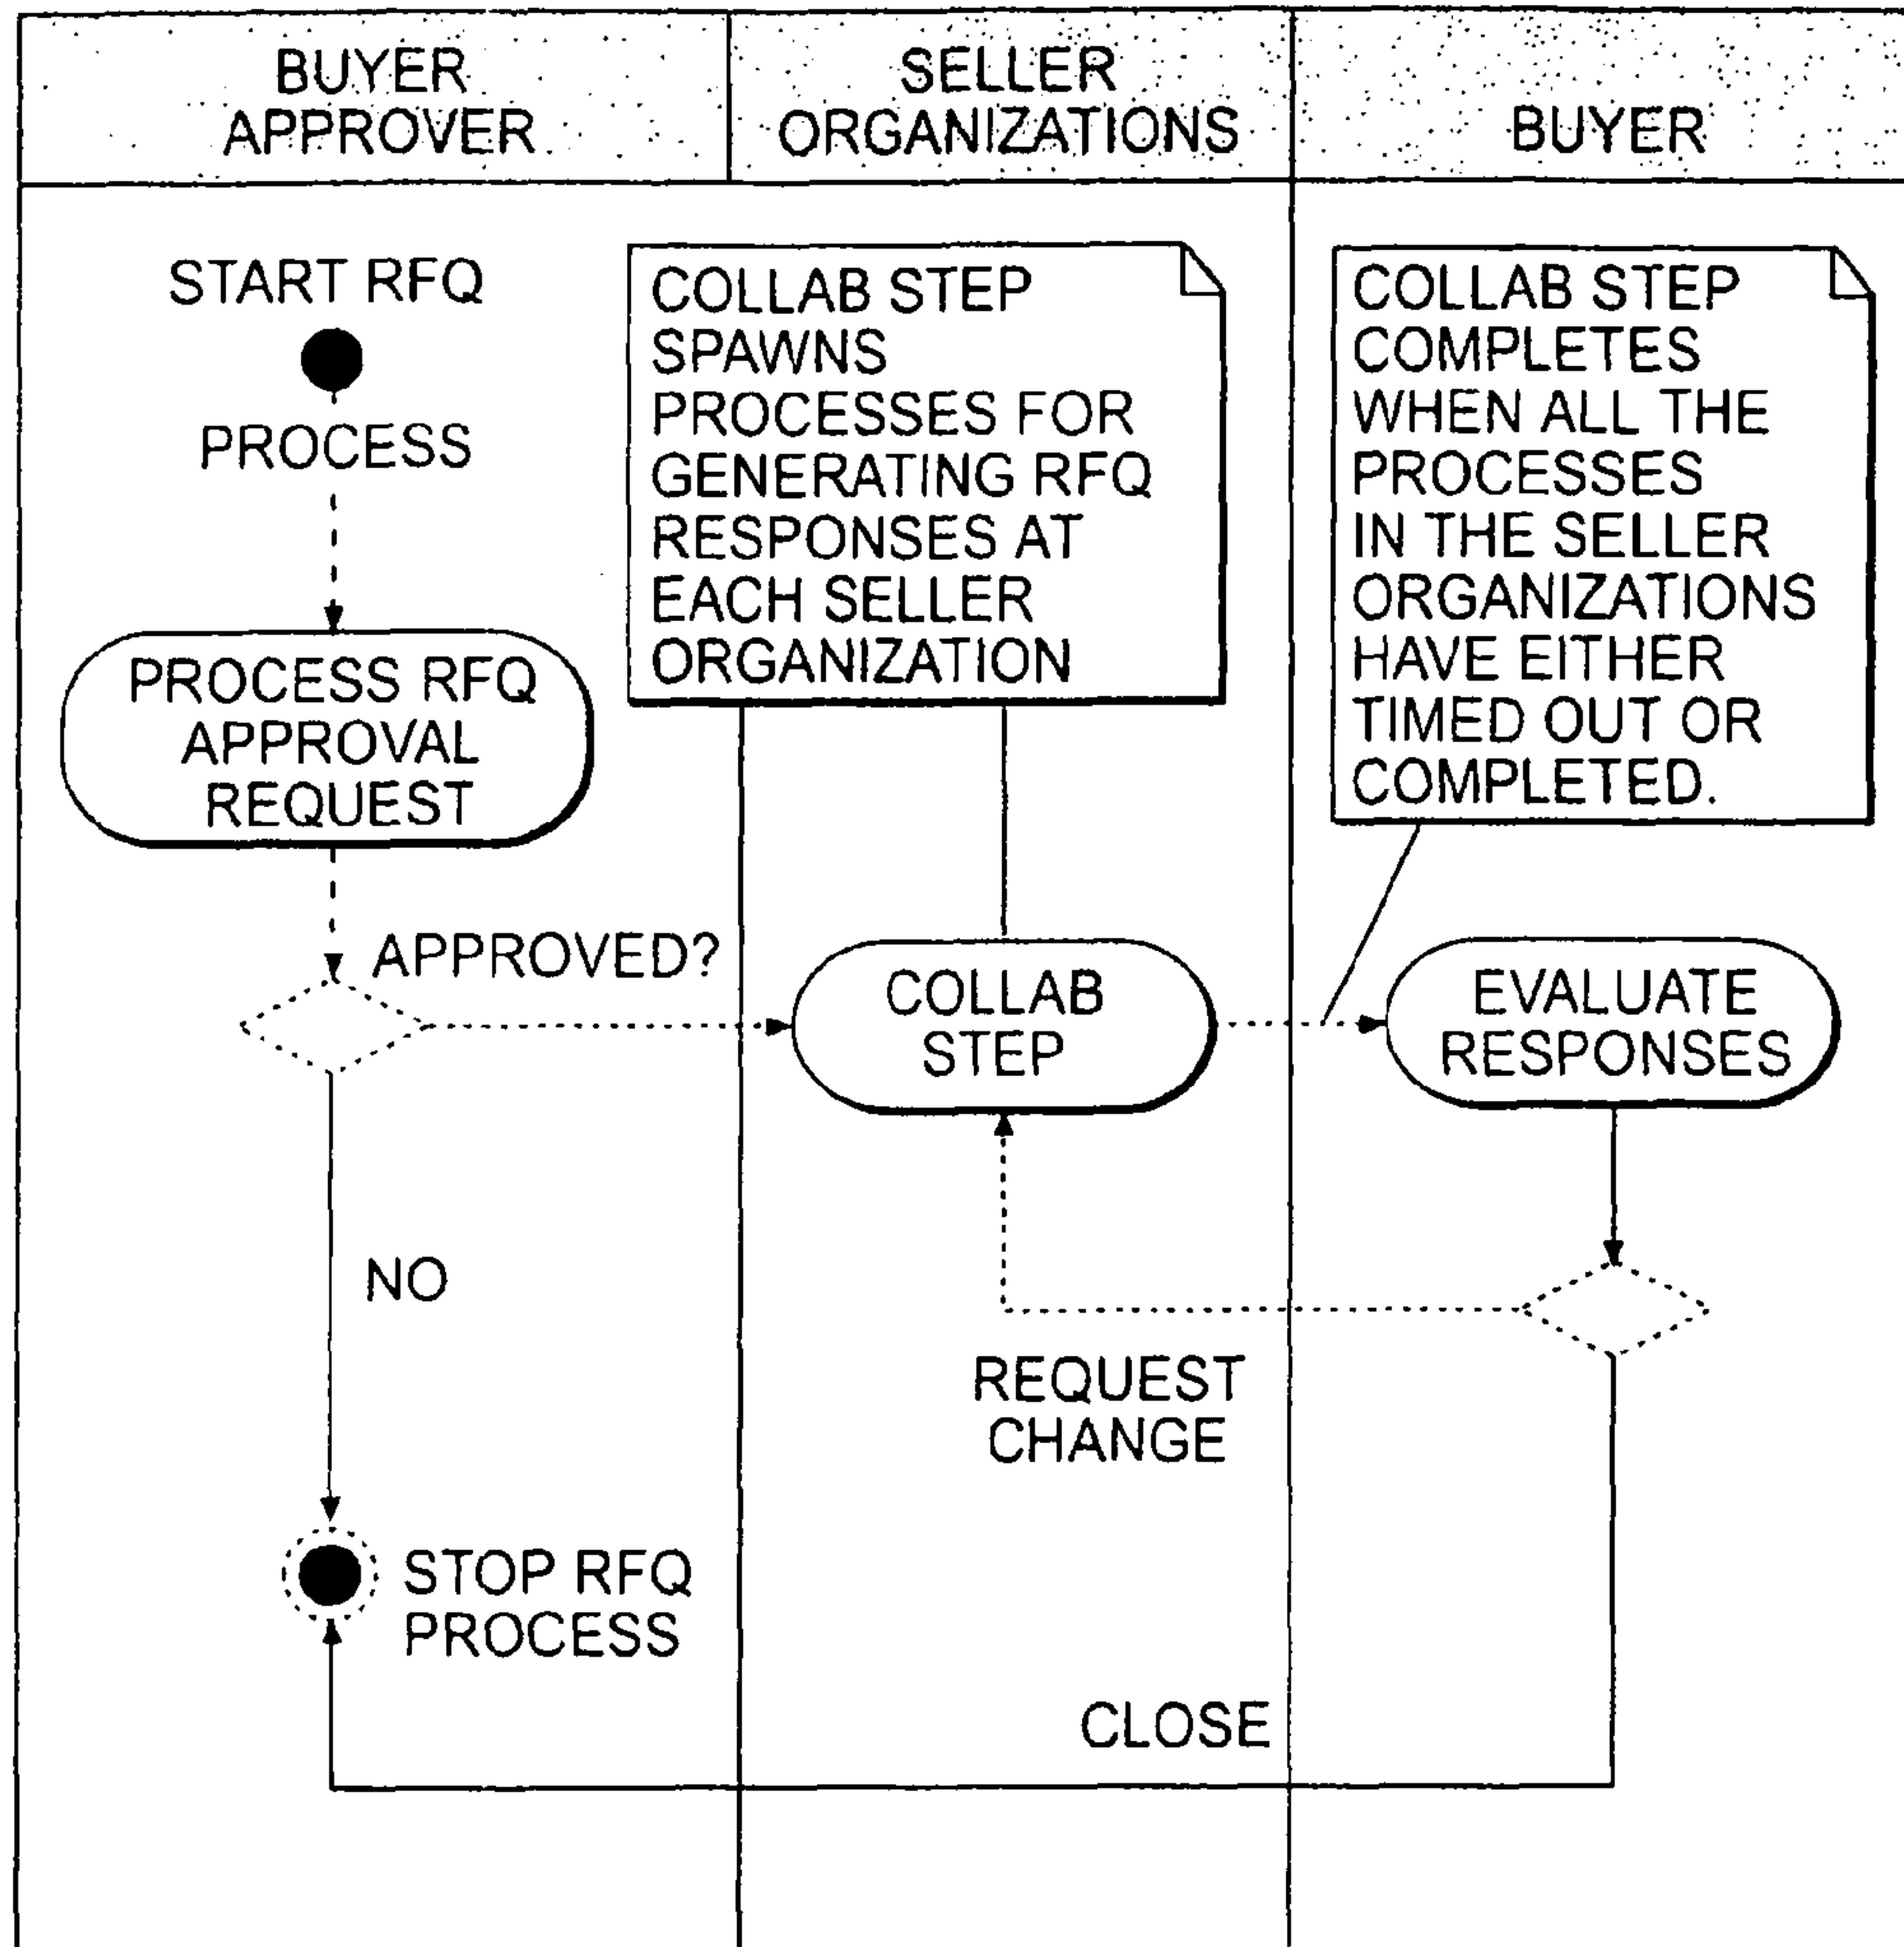 BUYER
APPROVER
SELLER
ORGANIZATIONS
BUYER
START RFQ
PROCESS
COLLAB STEP
SPAWNS
PROCESSES FOR
GENERATING RFQ
RESPONSES AT
EACH SELLER
ORGANIZATION
COLLAB STEP
COMPLETES
WHEN ALL THE
PROCESSES
IN THE SELLER
ORGANIZATIONS
HAVE EITHER
TIMED OUT OR
COMPLETED.
PROCESS RFQ
APPROVAL
REQUEST
APPROVED?
COLLAB
STEP
EVALUATE
RESPONSES
NO
REQUEST
CHANGE
STOP RFQ
PROCESS
CLOSE